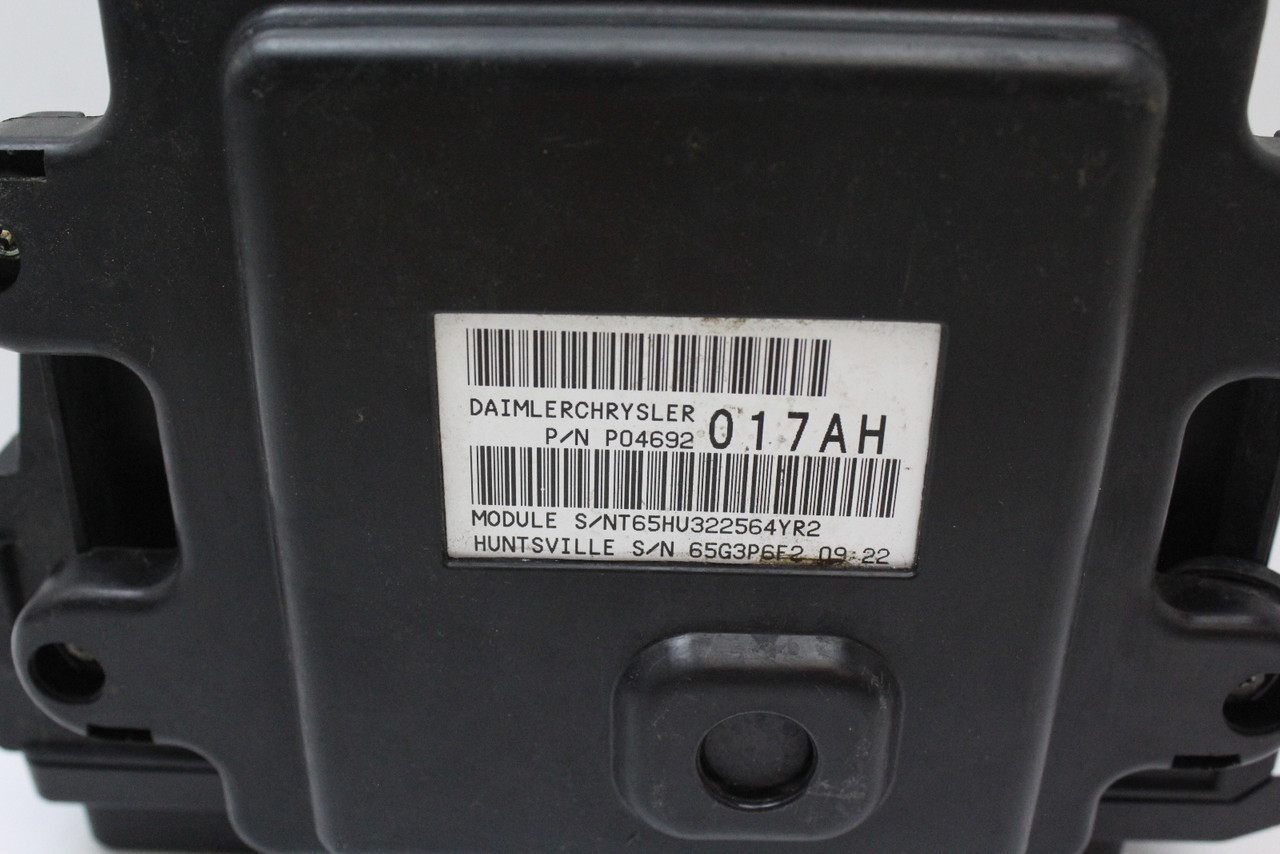 DAIMLERCHRYSLER
P/N P04692 017AH
MODULE S/NT65HU322564YR2
HUNTSVILLE S/N 65G3P6F2 09:22